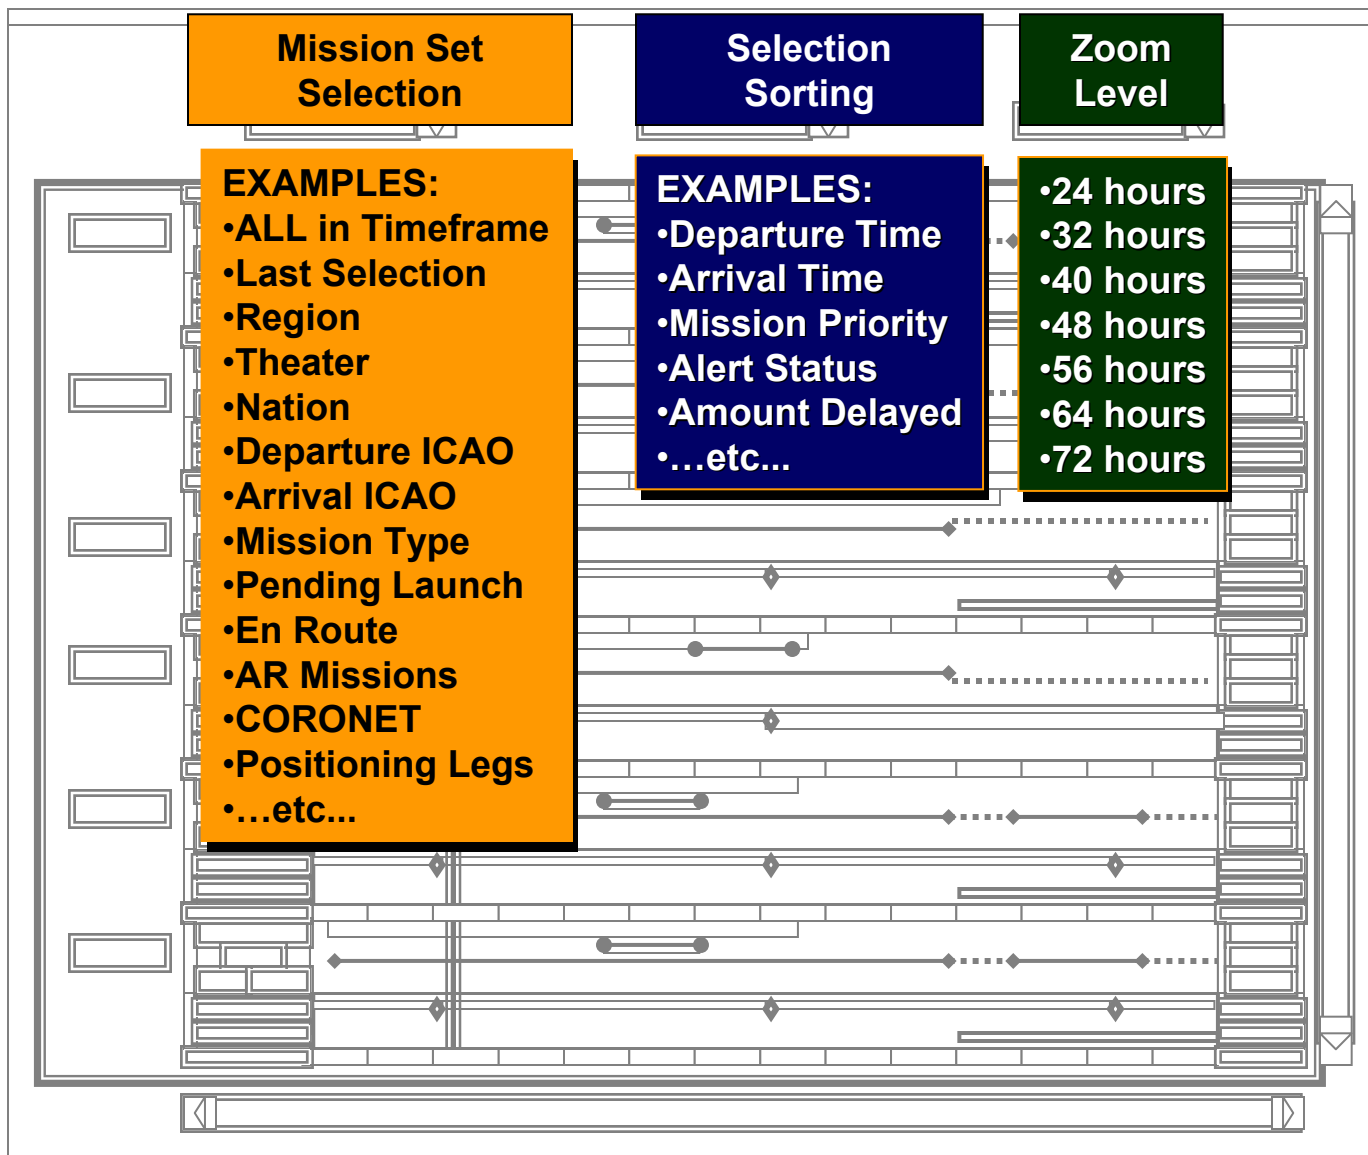 Mission Set
Selection
EXAMPLES:
•ALL in Timeframe
•Last Selection
•Region
•Theater
•Nation
•Departure ICAO
•Arrival ICAO
•Mission Type
•Pending Launch
•En Route
•AR Missions
•CORONET
•Positioning Legs
•…etc...
Selection
Sorting
EXAMPLES:
•Departure Time
•Arrival Time
•Mission Priority
•Alert Status
•Amount Delayed
•…etc...
Zoom
Level
•24 hours
•32 hours
•40 hours
•48 hours
•56 hours
•64 hours
•72 hours